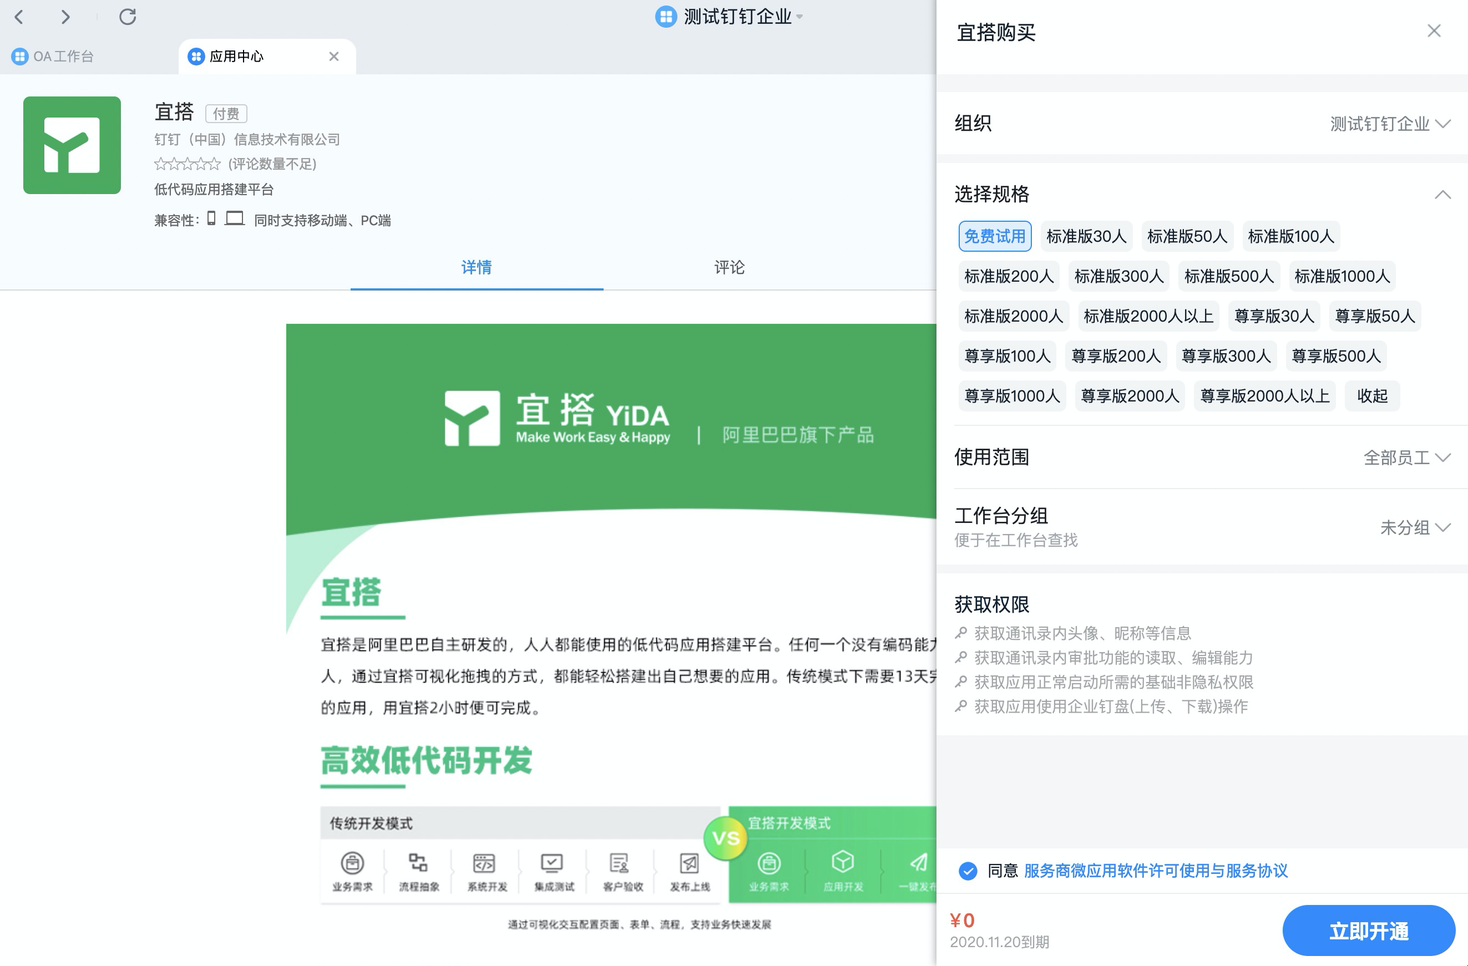 测试钉钉企业
OA工作台
应用中心
宜搭 付费
钉钉（中国）信息技术有限公司
(评论数量不足)
低代码应用搭建平台
兼容性： 同时支持移动端、PC端
详情
评论
宜搭 YiDA
Make Work Easy & Happy
| 阿里巴巴旗下产品
宜搭
宜搭是阿里巴巴自主研发的，人人都能使用的低代码应用搭建平台。任何一个没有编码能力
人，通过宜搭可视化拖拽的方式，都能轻松搭建出自己想要的应用。传统模式下需要13天完
的应用，用宜搭2小时便可完成。
高效低代码开发
传统开发模式
VS
宜搭开发模式
业务需求 流程抽象 系统开发 集成测试 客户验收 发布上线
业务需求 应用开发 一键发布
通过可视化交互配置页面、表单、流程，支持业务快速发展
宜搭购买
组织 测试钉钉企业
选择规格
免费试用 标准版30人 标准版50人 标准版100人
标准版200人 标准版300人 标准版500人 标准版1000人
标准版2000人 标准版2000人以上 尊享版30人 尊享版50人
尊享版100人 尊享版200人 尊享版300人 尊享版500人
尊享版1000人 尊享版2000人 尊享版2000人以上 收起
使用范围 全部员工
工作台分组 未分组
便于在工作台查找
获取权限
获取通讯录内头像、昵称等信息
获取通讯录内审批功能的读取、编辑能力
获取应用正常启动所需的基础非隐私权限
获取应用使用企业钉盘(上传、下载)操作
同意 服务商微应用软件许可使用与服务协议
¥0
2020.11.20到期
立即开通